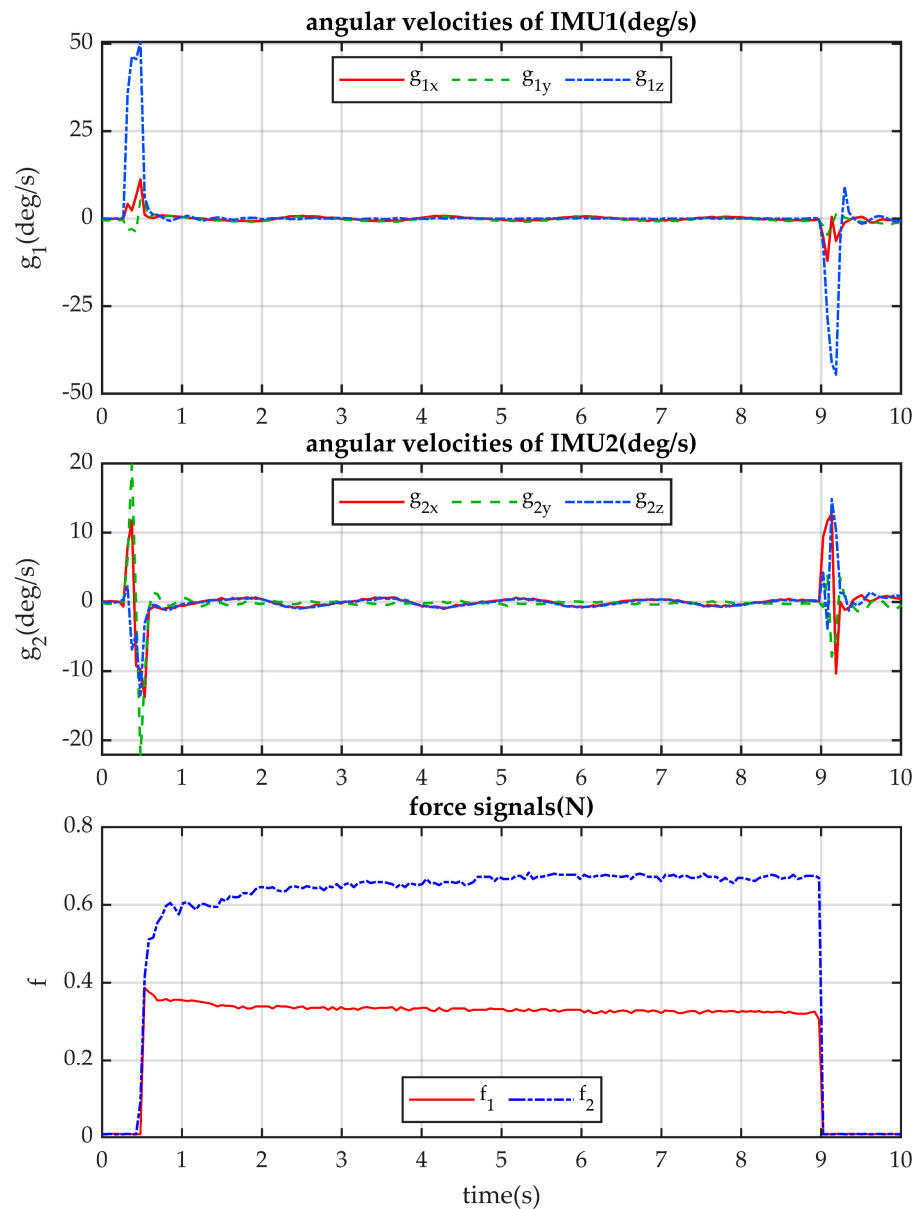 angular velocities of IMU1(deg/s)
g1x g1y g1z
50
25
0
-25
-50
g1(deg/s)
0 1 2 3 4 5 6 7 8 9 10
angular velocities of IMU2(deg/s)
g2x g2y g2z
20
10
0
-10
-20
g2(deg/s)
0 1 2 3 4 5 6 7 8 9 10
force signals(N)
0.8
0.6
0.4
0.2
0
f
f1 f2
0 1 2 3 4 5 6 7 8 9 10
time(s)